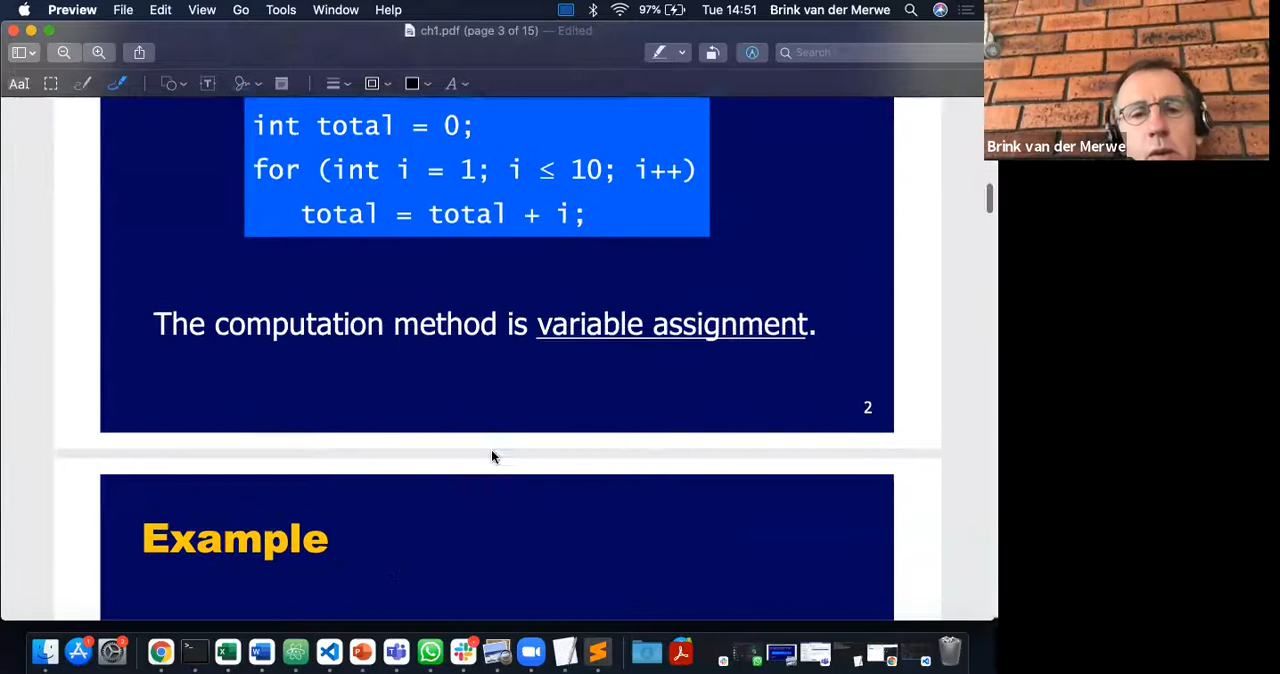 Preview File Edit View Go Tools Window Help 97% Tue 14:51 Brink van der Merwe
ch1.pdf (page 3 of 15) — Edited
Search
AaI T A
int total = 0;
for (int i = 1; i ≤ 10; i++)
total = total + i;
The computation method is variable assignment.
2
Example
Brink van der Merwe